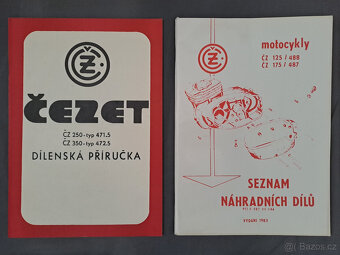 ČZ
ČEZET
ČZ 250 - typ 471.5
ČZ 350 - typ 472.5
DÍLENSKÁ PŘÍRUČKA
ČZ
motocykly
ČZ 125 / 488
ČZ 175 / 487
SEZNAM
NÁHRADNÍCH DÍLŮ
VYDÁNÍ 1983
Bazoš.cz